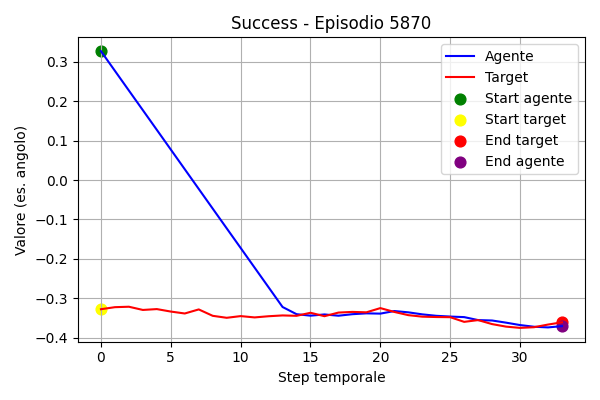 Success - Episodio 5870
Valore (es. angolo)
0.3
0.2
0.1
0.0
−0.1
−0.2
−0.3
−0.4
Agente
Target
Start agente
Start target
End target
End agente
0 5 10 15 20 25 30
Step temporale